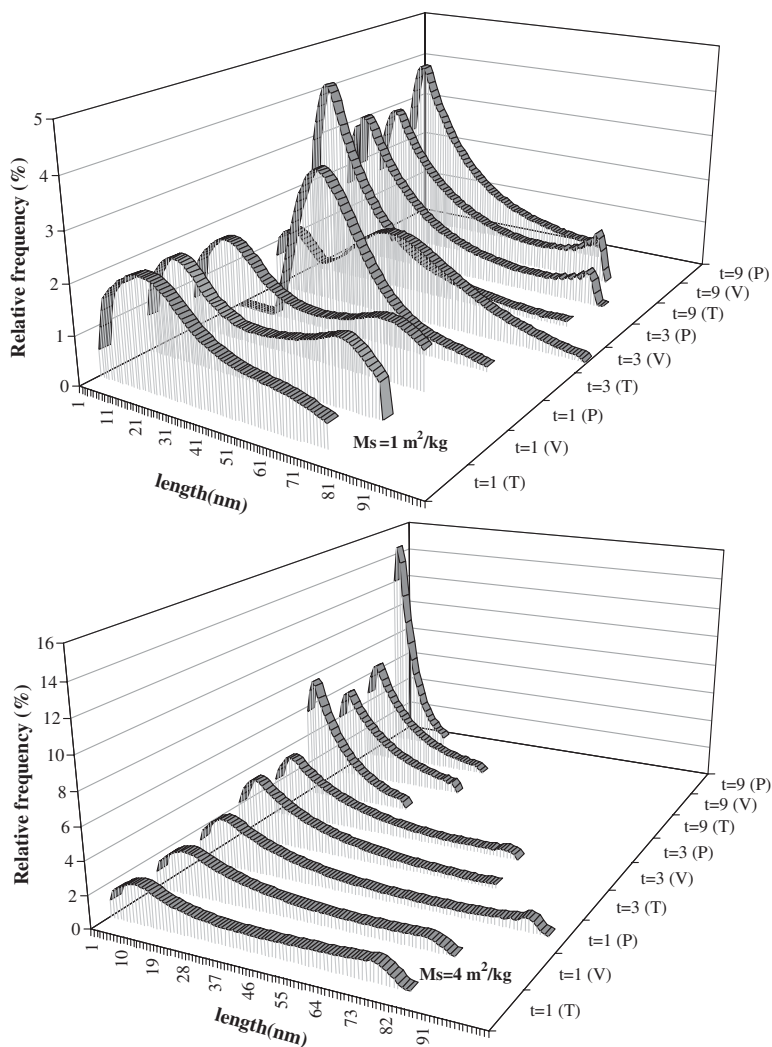 5
4
3
2
1
0
Relative frequency (%)
1
11
21
31
41
51
61
71
81
91
length(nm)
Ms=1 m²/kg
t=9 (P)
t=9 (V)
t=9 (T)
t=3 (P)
t=3 (V)
t=3 (T)
t=1 (P)
t=1 (V)
t=1 (T)
16
14
12
10
8
6
4
2
0
Relative frequency (%)
1
10
19
28
37
46
55
64
73
82
91
length(nm)
Ms=4 m²/kg
t=9 (P)
t=9 (V)
t=9 (T)
t=3 (P)
t=3 (V)
t=3 (T)
t=1 (P)
t=1 (V)
t=1 (T)